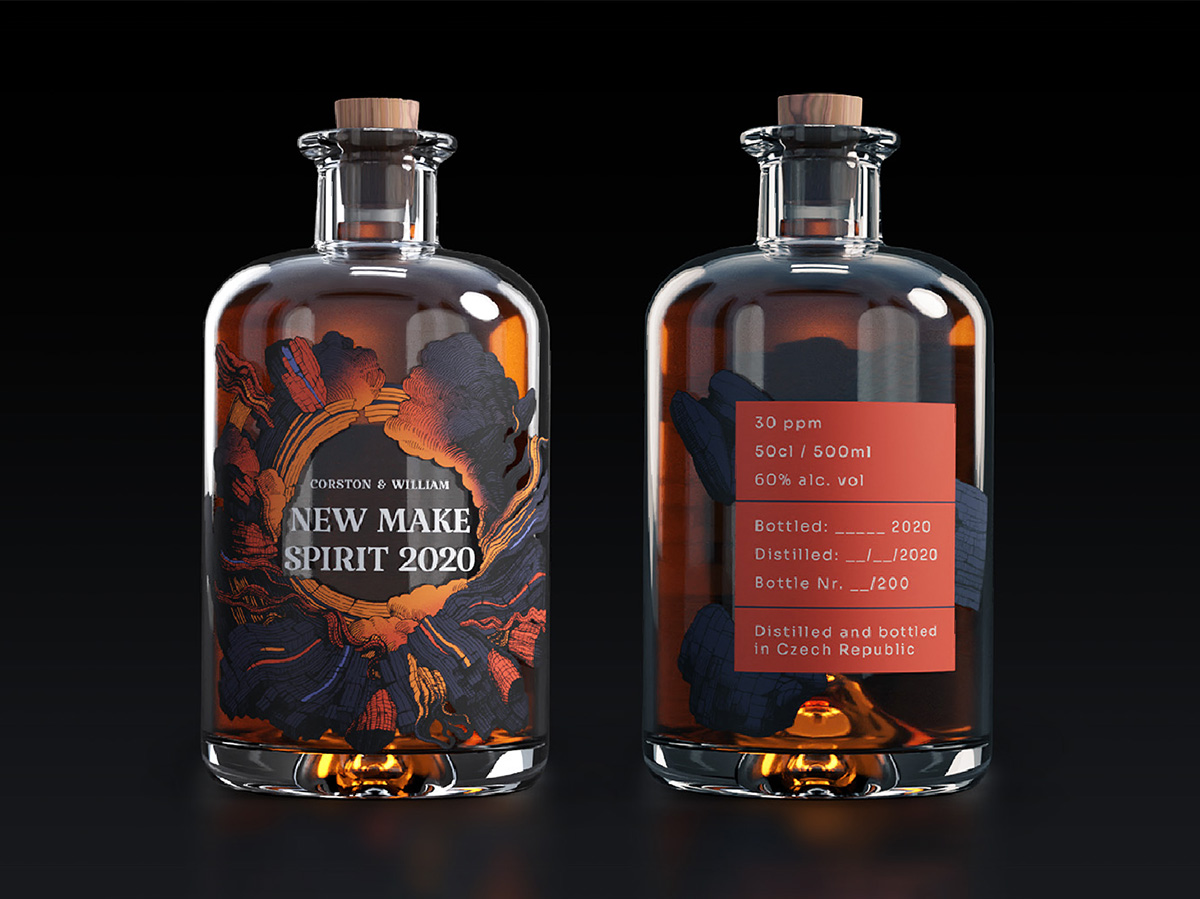 CORSTON & WILLIAM
NEW MAKE
SPIRIT 2020
30 ppm
50cl / 500ml
60% alc. vol
Bottled: _____ 2020
Distilled: __/__/2020
Bottle Nr. __/200
Distilled and bottled
in Czech Republic